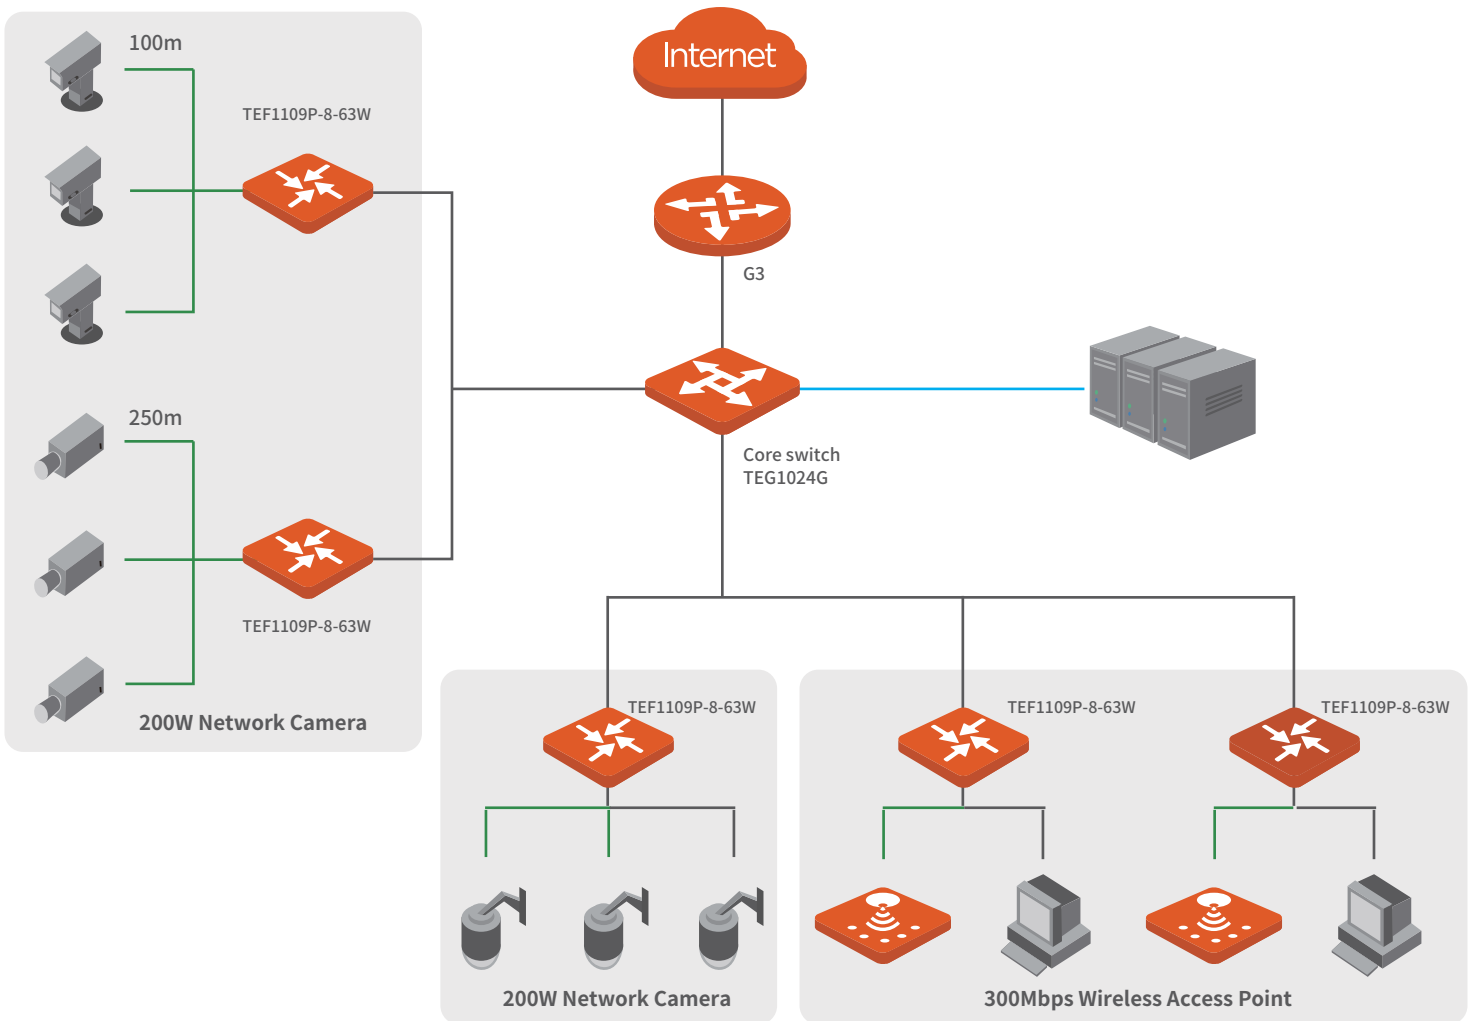 100m
Internet
TEF1109P-8-63W
G3
250m
Core switch
TEG1024G
TEF1109P-8-63W
200W Network Camera
TEF1109P-8-63W
TEF1109P-8-63W
TEF1109P-8-63W
200W Network Camera
300Mbps Wireless Access Point